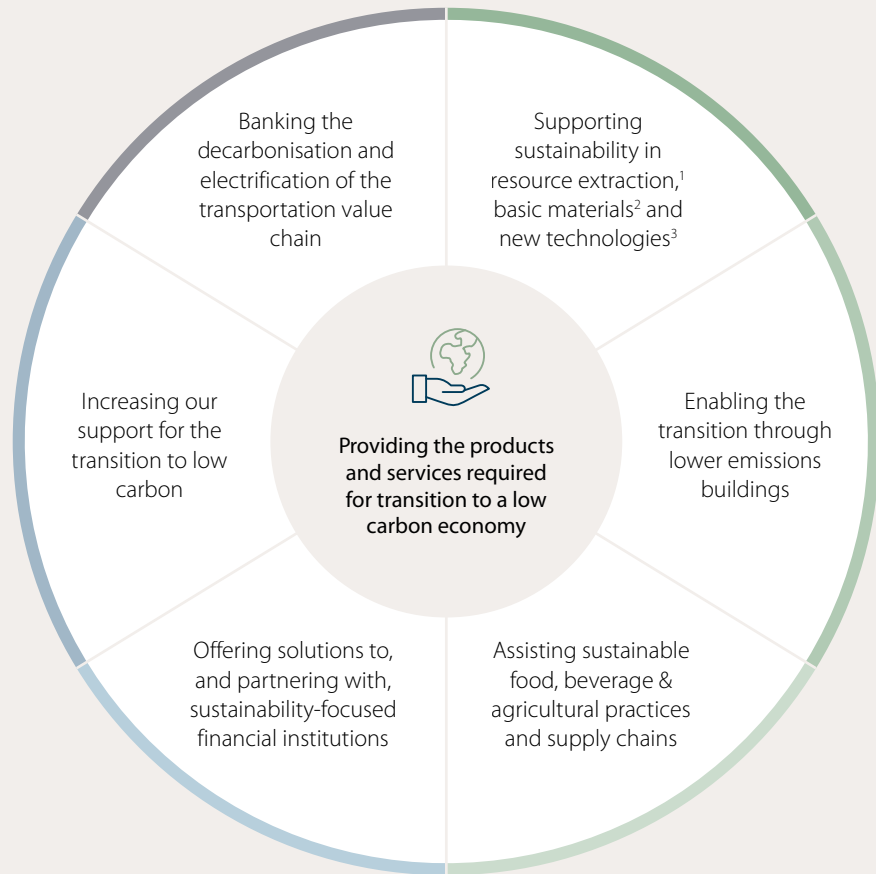 Banking the
decarbonisation and
electrification of the
transportation value
chain
Supporting
sustainability in
resource extraction,¹
basic materials² and
new technologies³
Increasing our
support for the
transition to low
carbon
Providing the products
and services required
for transition to a low
carbon economy
Enabling the
transition through
lower emissions
buildings
Offering solutions to,
and partnering with,
sustainability-focused
financial institutions
Assisting sustainable
food, beverage &
agricultural practices
and supply chains